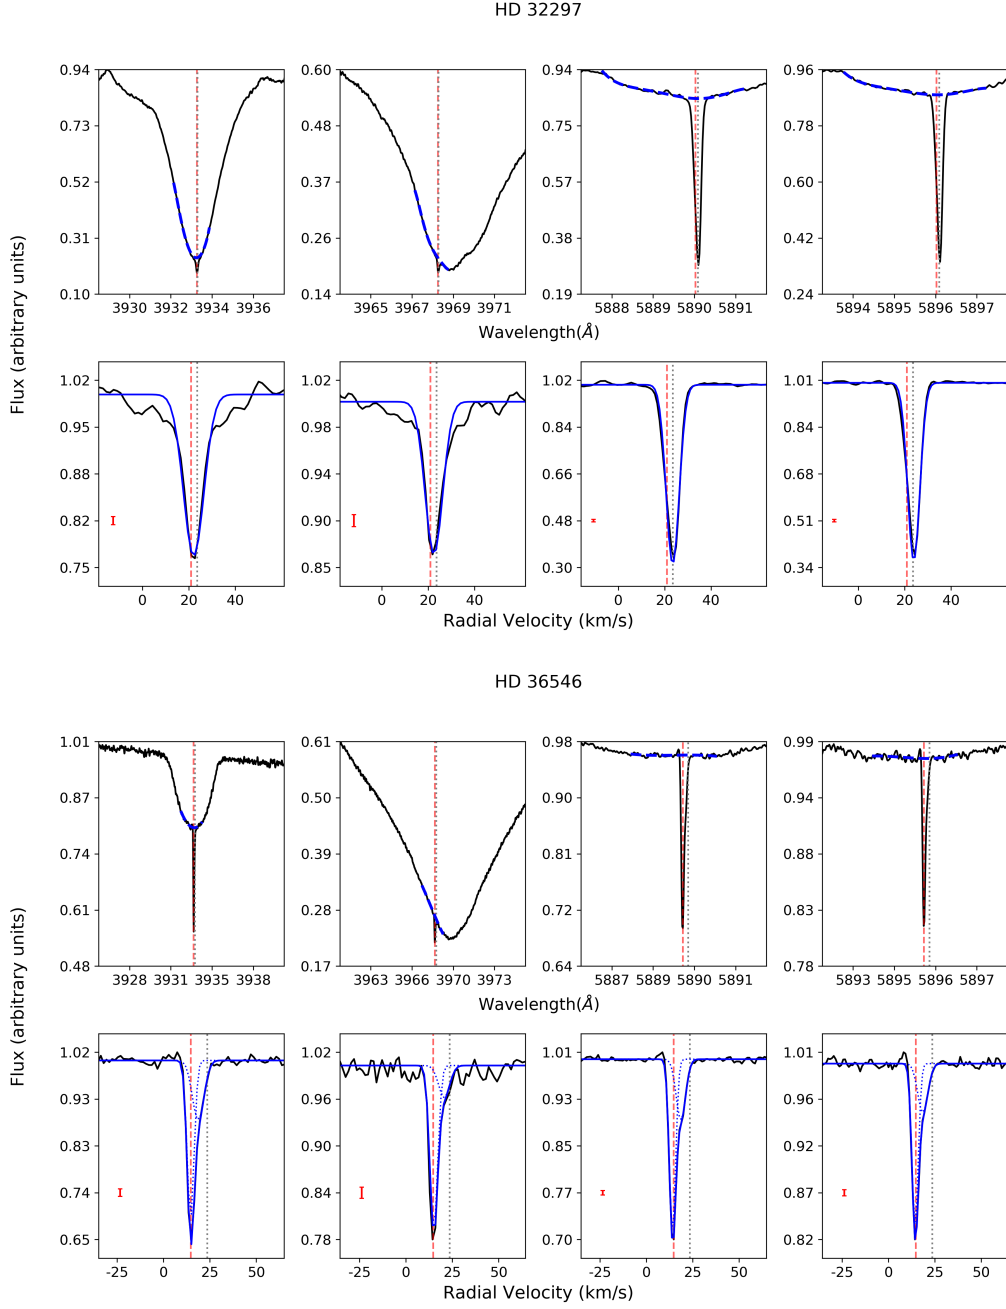 HD 32297
0.94 0.73 0.52 0.31 0.10
3930 3932 3934 3936
0.60 0.48 0.37 0.26 0.14
3965 3967 3969 3971
0.94 0.75 0.57 0.38 0.19
5888 5889 5890 5891
0.96 0.78 0.60 0.42 0.24
5894 5895 5896 5897
Wavelength(Å)
Flux (arbitrary units)
1.02 0.95 0.88 0.82 0.75
0 20 40
1.02 0.98 0.94 0.90 0.85
0 20 40
1.02 0.84 0.66 0.48 0.30
0 20 40
1.01 0.84 0.68 0.51 0.34
0 20 40
Radial Velocity (km/s)
HD 36546
1.01 0.87 0.74 0.61 0.48
3928 3931 3935 3938
0.61 0.50 0.39 0.28 0.17
3963 3966 3970 3973
0.98 0.90 0.81 0.72 0.64
5887 5889 5890 5891
0.99 0.94 0.88 0.83 0.78
5893 5895 5896 5897
Wavelength(Å)
Flux (arbitrary units)
1.02 0.93 0.83 0.74 0.65
-25 0 25 50
1.02 0.96 0.90 0.84 0.78
-25 0 25 50
1.01 0.93 0.85 0.77 0.70
-25 0 25 50
1.01 0.96 0.92 0.87 0.82
-25 0 25 50
Radial Velocity (km/s)